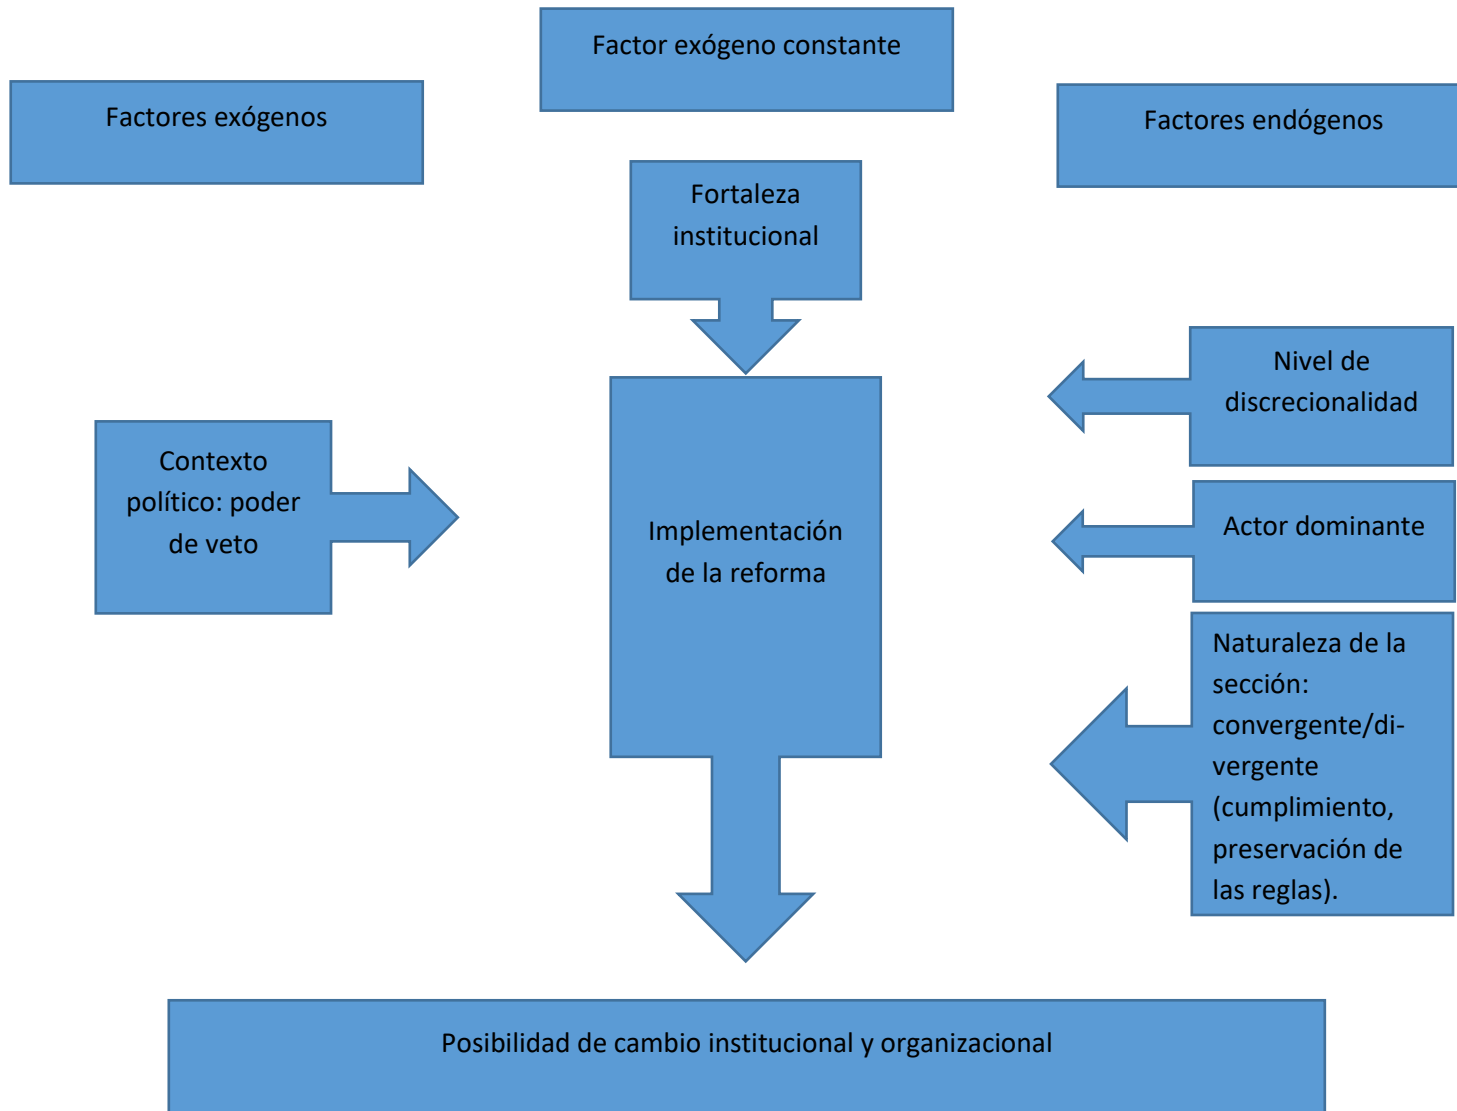 Factor exógeno constante
Factores exógenos
Factores endógenos
Fortaleza
institucional
Nivel de
discrecionalidad
Contexto
político: poder
de veto
Implementación
de la reforma
Actor dominante
Naturaleza de la
sección:
convergente/di-
vergente
(cumplimiento,
preservación de
las reglas).
Posibilidad de cambio institucional y organizacional